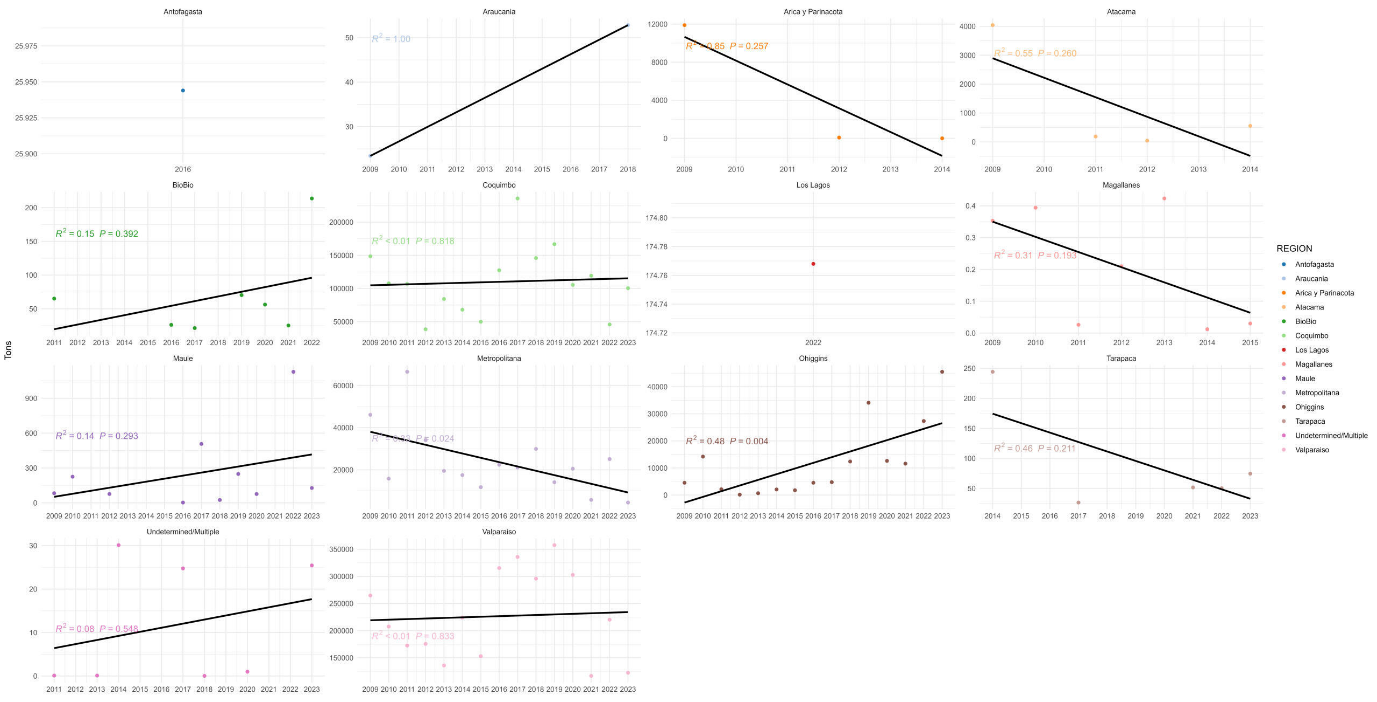 Antofagasta
25.975
25.950
25.925
25.900
2016
Araucania
R² = 1.00
50
40
30
2009 2010 2011 2012 2013 2014 2015 2016 2017 2018
Arica y Parinacota
R² = 0.85 P = 0.257
12000
8000
4000
0
2009 2010 2011 2012 2013 2014
Atacama
R² = 0.55 P = 0.260
4000
3000
2000
1000
0
2009 2010 2011 2012 2013 2014
BioBio
R² = 0.15 P = 0.392
200
150
100
50
2011 2012 2013 2014 2015 2016 2017 2018 2019 2020 2021 2022
Coquimbo
R² < 0.01 P = 0.818
200000
150000
100000
50000
2009 2010 2011 2012 2013 2014 2015 2016 2017 2018 2019 2020 2021 2022 2023
Los Lagos
174.80
174.78
174.76
174.74
174.72
2022
Magallanes
R² = 0.31 P = 0.193
0.4
0.3
0.2
0.1
0.0
2009 2010 2011 2012 2013 2014 2015
Tons
Maule
R² = 0.14 P = 0.293
900
600
300
0
2009 2010 2011 2012 2013 2014 2015 2016 2017 2018 2019 2020 2021 2022 2023
Metropolitana
P = 0.024
60000
40000
20000
2009 2010 2011 2012 2013 2014 2015 2016 2017 2018 2019 2020 2021 2022 2023
Ohiggins
R² = 0.48 P = 0.004
40000
30000
20000
10000
0
2009 2010 2011 2012 2013 2014 2015 2016 2017 2018 2019 2020 2021 2022 2023
Tarapaca
R² = 0.46 P = 0.211
250
200
150
100
50
2014 2015 2016 2017 2018 2019 2020 2021 2022 2023
Undetermined/Multiple
R² = 0.08 P = 0.548
30
20
10
0
2011 2012 2013 2014 2015 2016 2017 2018 2019 2020 2021 2022 2023
Valparaiso
R² < 0.01 P = 0.833
350000
300000
250000
200000
150000
2009 2010 2011 2012 2013 2014 2015 2016 2017 2018 2019 2020 2021 2022 2023
REGION
Antofagasta
Araucania
Arica y Parinacota
Atacama
BioBio
Coquimbo
Los Lagos
Magallanes
Maule
Metropolitana
Ohiggins
Tarapaca
Undetermined/Multiple
Valparaiso